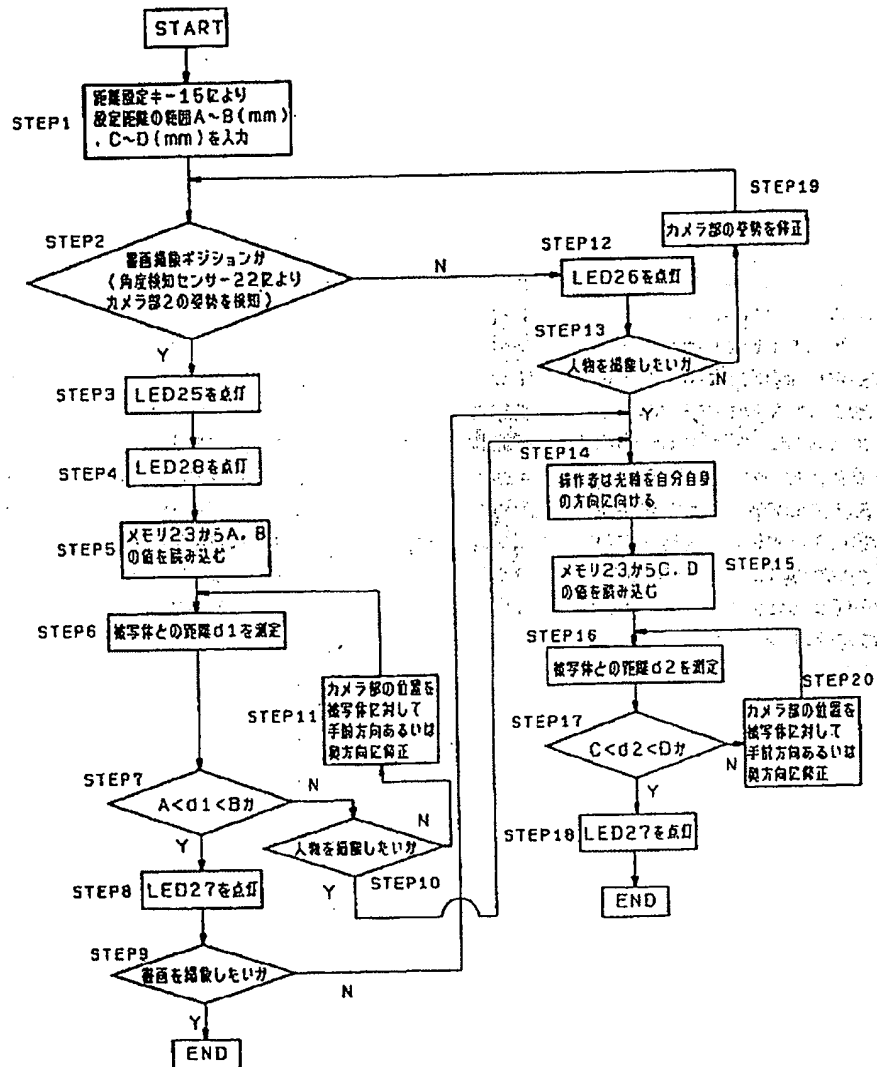 START
STEP1
距離設定キー15により
設定距離の範囲A~B(mm)
,C~D(mm)を入力
STEP2
書画撮像ポジションか
(角度検知センサー22により
カメラ部2の姿勢を検知)
Y
N
STEP3
LED25を点灯
STEP4
LED28を点灯
STEP5
メモリ23からA,B
の値を読み込む
STEP6
被写体との距離d1を測定
STEP7
A<d1<Bか
Y
N
STEP8
LED27を点灯
STEP9
書画を撮像したいか
N
Y
END
STEP10
人物を撮像したいか
N
Y
STEP11
カメラ部の位置を
被写体に対して
手前方向あるいは
奥方向に修正
STEP12
LED26を点灯
STEP13
人物を撮像したいか
N
Y
STEP19
カメラ部の姿勢を修正
STEP14
操作者は光軸を自分自身
の方向に向ける
STEP15
メモリ23からC,D
の値を読み込む
STEP16
被写体との距離d2を測定
STEP17
C<d2<Dか
N
Y
STEP20
カメラ部の位置を
被写体に対して
手前方向あるいは
奥方向に修正
STEP18
LED27を点灯
END